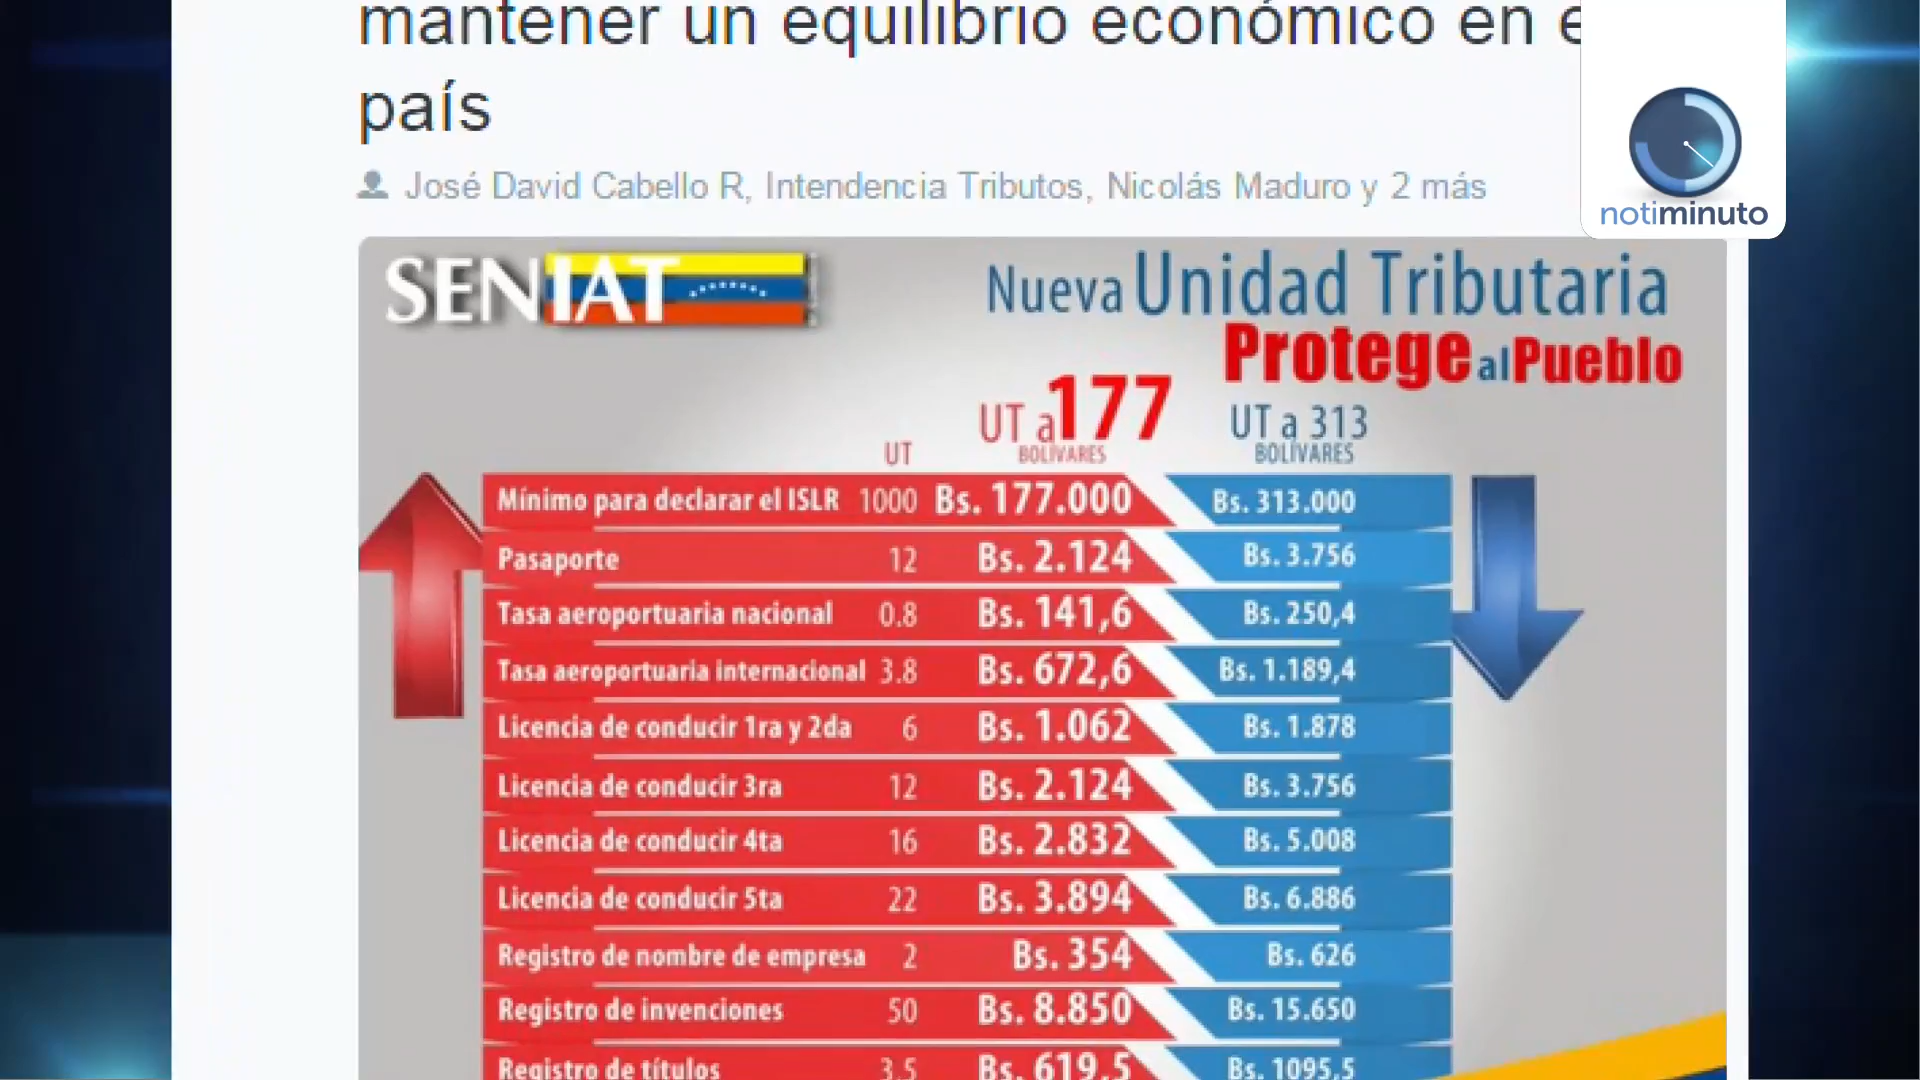 mantener un equilibrio económico en e
país
José David Cabello R, Intendencia Tributos, Nicolás Maduro y 2 más
notiminuto
SENIAT
Nueva Unidad Tributaria
Protege al Pueblo
UT
UT a 177
BOLÍVARES
UT a 313
BOLÍVARES
Mínimo para declarar el ISLR 1000 Bs. 177.000 Bs. 313.000
Pasaporte 12 Bs. 2.124 Bs. 3.756
Tasa aeroportuaria nacional 0.8 Bs. 141,6 Bs. 250,4
Tasa aeroportuaria internacional 3.8 Bs. 672,6 Bs. 1.189,4
Licencia de conducir 1ra y 2da 6 Bs. 1.062 Bs. 1.878
Licencia de conducir 3ra 12 Bs. 2.124 Bs. 3.756
Licencia de conducir 4ta 16 Bs. 2.832 Bs. 5.008
Licencia de conducir 5ta 22 Bs. 3.894 Bs. 6.886
Registro de nombre de empresa 2 Bs. 354 Bs. 626
Registro de invenciones 50 Bs. 8.850 Bs. 15.650
Registro de títulos 3.5 Bs. 619,5 Bs. 1095,5